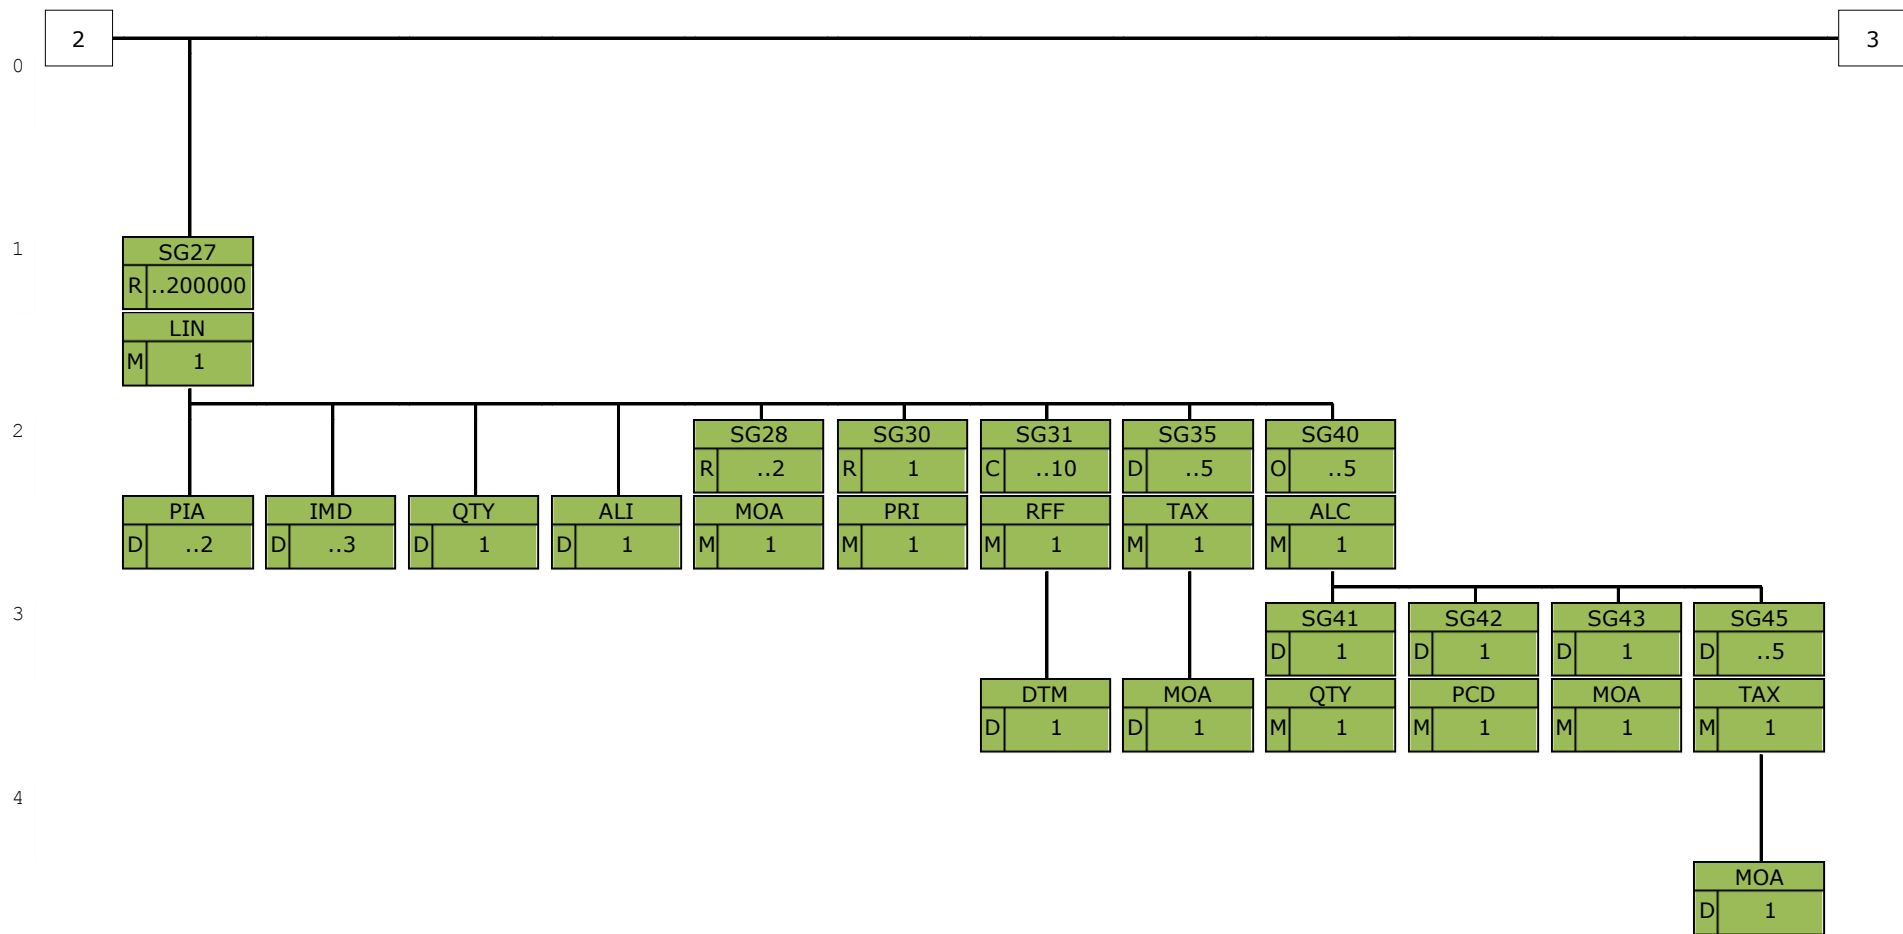 2
3
0
1
SG27
R ..200000
LIN
M 1
2
SG28 SG30 SG31 SG35 SG40
R ..2 R 1 C ..10 D ..5 O ..5
PIA IMD QTY ALI MOA PRI RFF TAX ALC
D ..2 D ..3 D 1 D 1 M 1 M 1 M 1 M 1 M 1
3
SG41 SG42 SG43 SG45
D 1 D 1 D 1 D ..5
DTM MOA QTY PCD MOA TAX
D 1 D 1 M 1 M 1 M 1 M 1
4
MOA
D 1